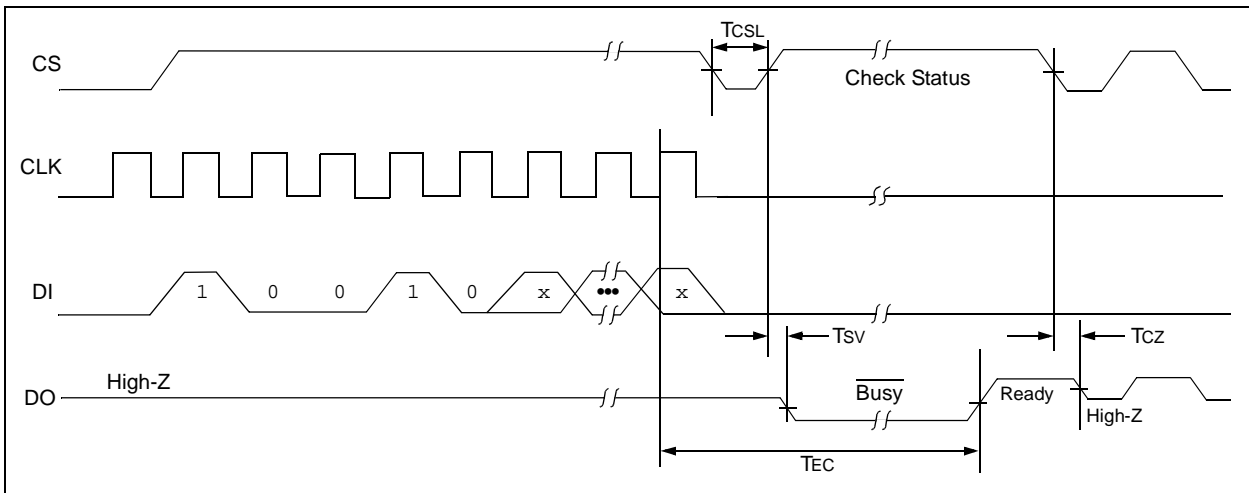 TCSL
CS
Check Status
CLK
DI 1 0 0 1 0 x ••• x
TSV TCZ
High-Z
DO Busy Ready High-Z
TEC